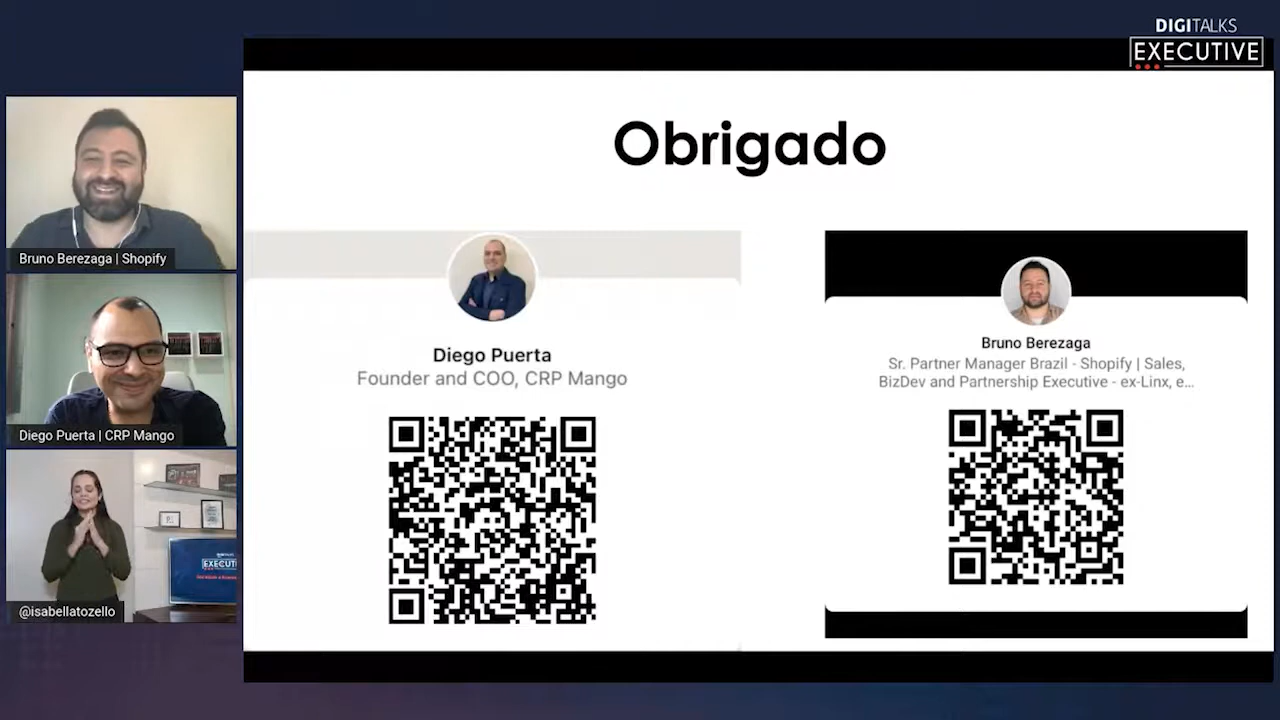 DIGITALKS
EXECUTIVE
Obrigado
Bruno Berezaga | Shopify
Diego Puerta | CRP Mango
@isabellatozello
Diego Puerta
Founder and COO, CRP Mango
Bruno Berezaga
Sr. Partner Manager Brazil - Shopify | Sales,
BizDev and Partnership Executive - ex-Linx, e...